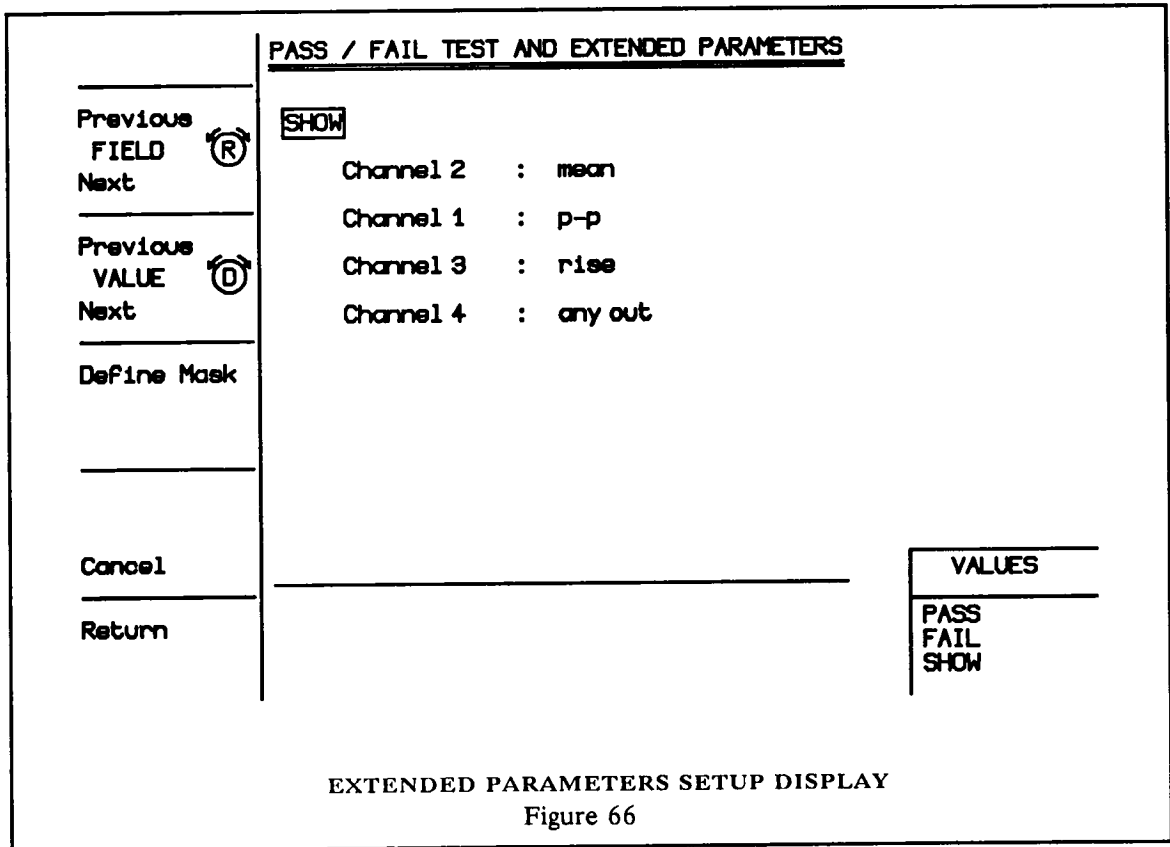 PASS / FAIL TEST AND EXTENDED PARAMETERS
Previous
FIELD R
Next
Previous
VALUE D
Next
Define Mask
Cancel
Return
SHOW
Channel 2 : mean
Channel 1 : p-p
Channel 3 : rise
Channel 4 : any out
VALUES
PASS
FAIL
SHOW
EXTENDED PARAMETERS SETUP DISPLAY
Figure 66